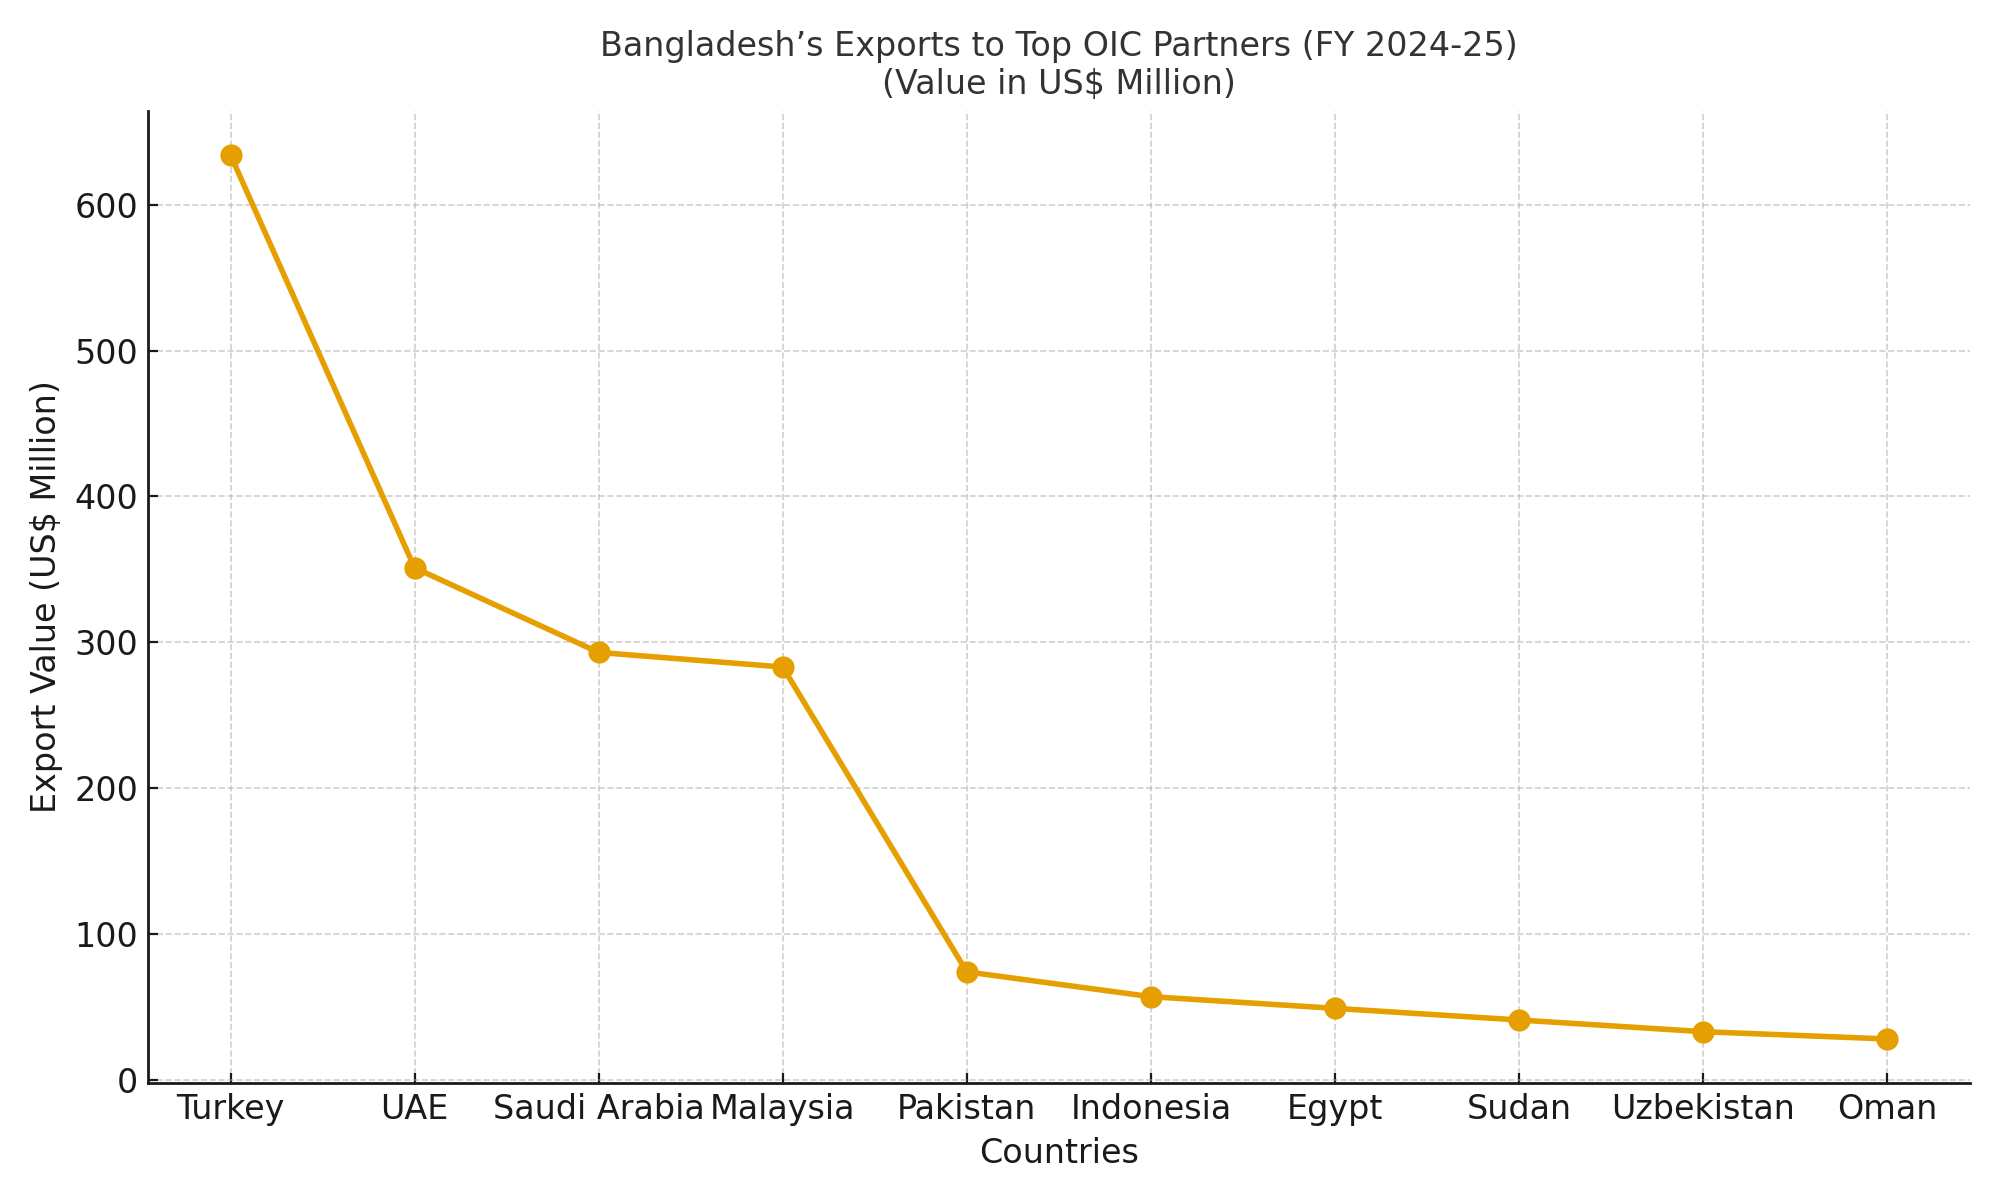 Bangladesh’s Exports to Top OIC Partners (FY 2024-25)
(Value in US$ Million)
Export Value (US$ Million)
600
500
400
300
200
100
0
Turkey UAE Saudi Arabia Malaysia Pakistan Indonesia Egypt Sudan Uzbekistan Oman
Countries